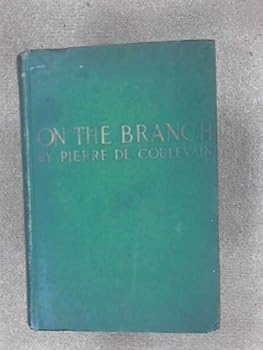 ON THE BRANCH
BY PIERRE DE COULEVAIN